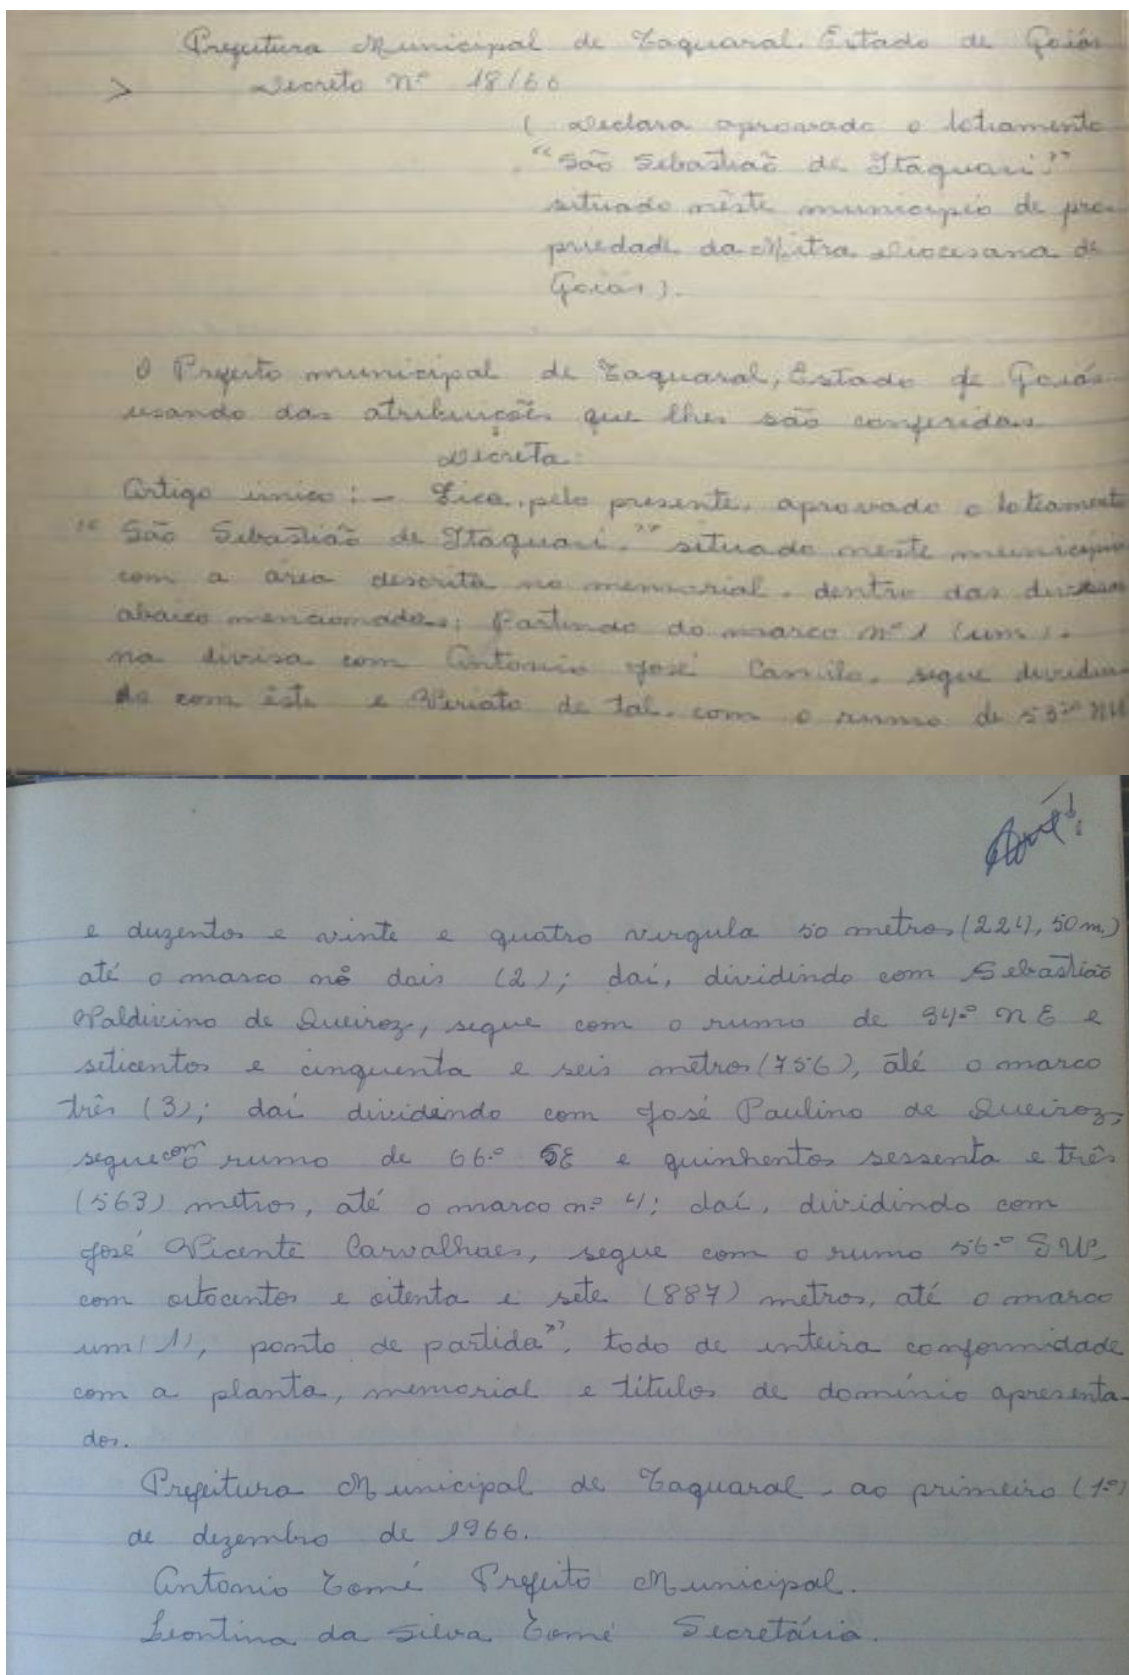 Prefeitura Municipal de Taquaral. Estado de Goiás
> Decreto Nº 18/66
( Declara aprovado o loteamento
"São Sebastião de Itaquari."
situado nêste município de pro-
priedade da Mitra Diocesana de
Goiás).
O Prefeito municipal de Taquaral, Estado de Goiás
usando das atribuições que lhes são conferidas
Decreta:
Artigo único: - Fica, pelo presente, aprovado o loteamento
"São Sebastião de Itaquari." situado neste município
com a área descrita no memorial, dentro das divisas
abaixo mencionadas: Partindo do marco nº 1 (um).
na divisa com Antonio José Camilo, segue dividin-
do com êste e Viriato de tal, com o rumo de 53º NW
e duzentos e vinte e quatro virgula 50 metros (224,50m)
até o marco nº dois (2); daí, dividindo com Sebastião
Valdivino de Queiroz, segue com o rumo de 34º NE e
seticentos e cinquenta e seis metros (756), até o marco
três (3); daí dividindo com José Paulino de Queiroz,
segue com o rumo de 66º SE e quinhentos sessenta e três
(563) metros, até o marco nº 4; daí, dividindo com
José Vicente Carvalhaes, segue com o rumo 56º SW,
com oitocentos e oitenta e sete (887) metros, até o marco
um (1), ponto de partida", todo de inteira conformidade
com a planta, memorial e títulos de domínio apresenta-
dos.
Prefeitura Municipal de Taquaral, ao primeiro (1º)
de dezembro de 1966.
Antonio Tomé Prefeito Municipal.
Leontina da Silva Tomé Secretária.